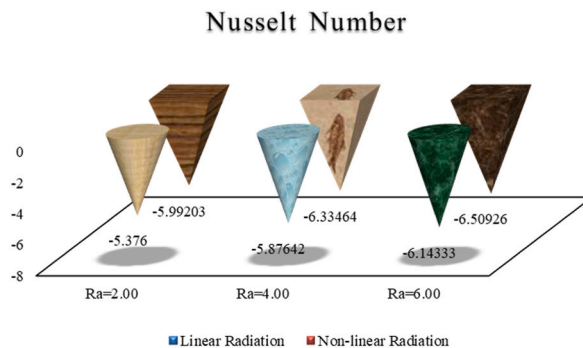 Nusselt Number
0
-2
-4
-6
-8
-5.99203
-6.33464
-6.50926
-5.376
-5.87642
-6.14333
Ra=2.00
Ra=4.00
Ra=6.00
Linear Radiation
Non-linear Radiation